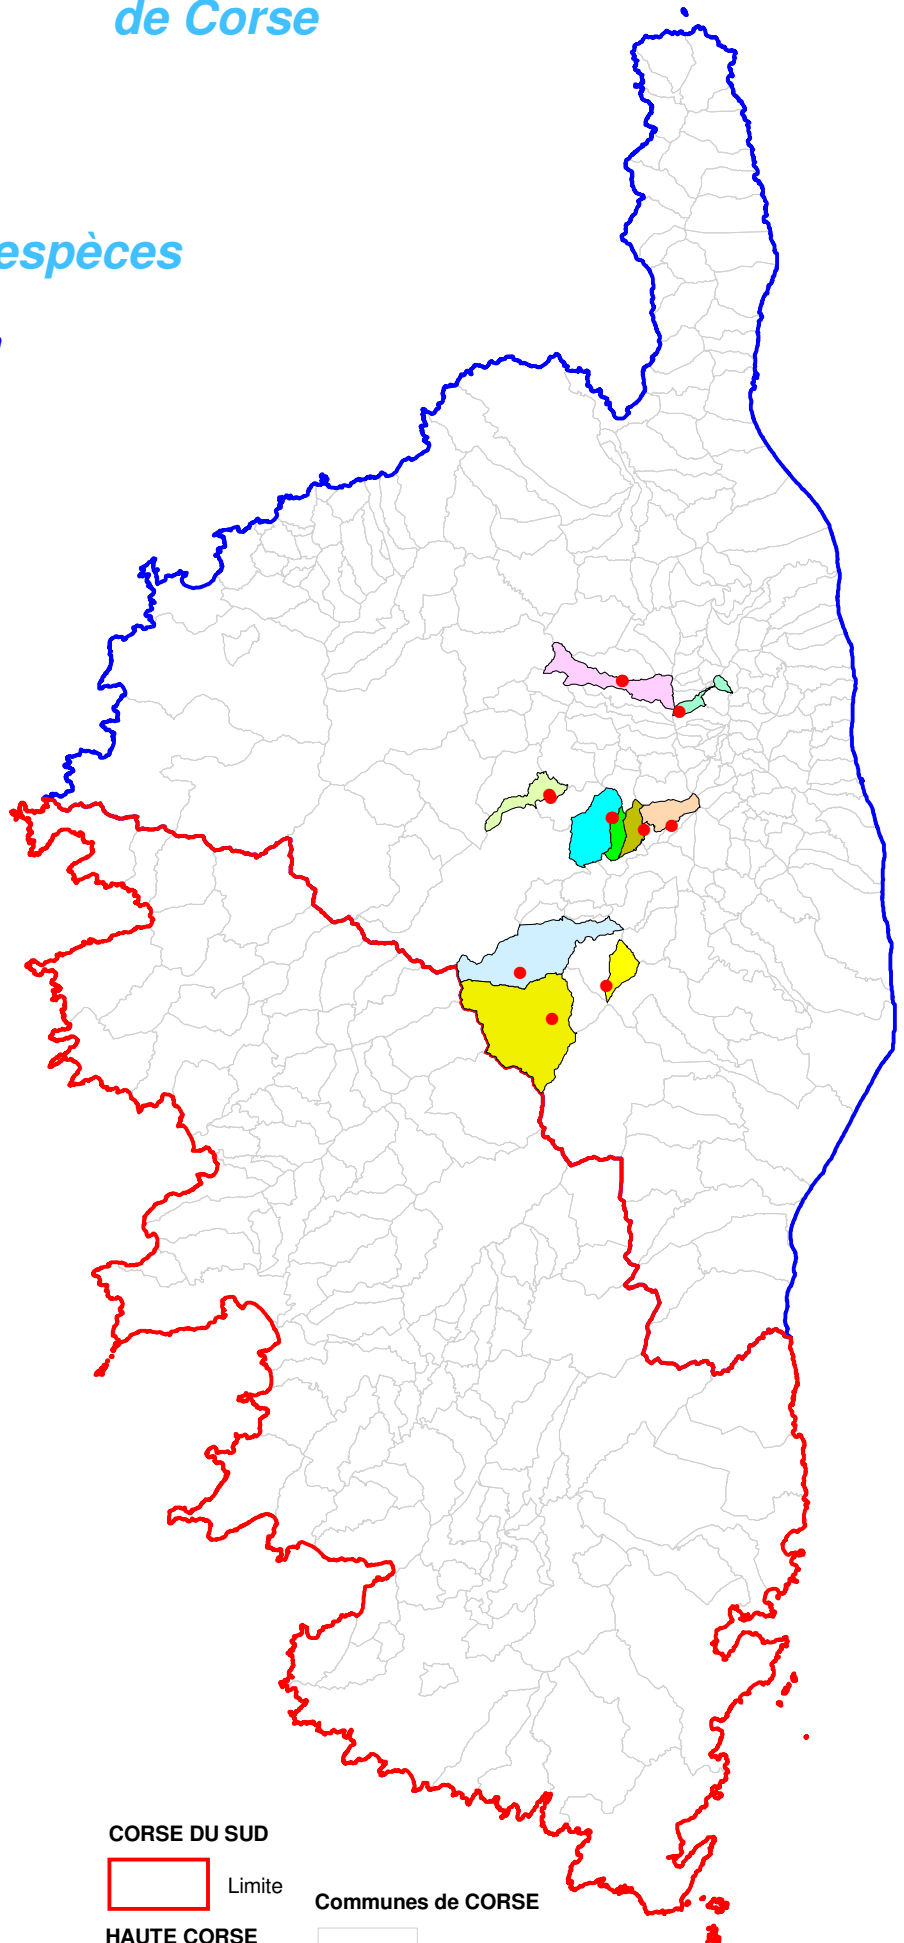 de Corse
espèces
CORSE DU SUD
Limite
Communes de CORSE
HAUTE CORSE